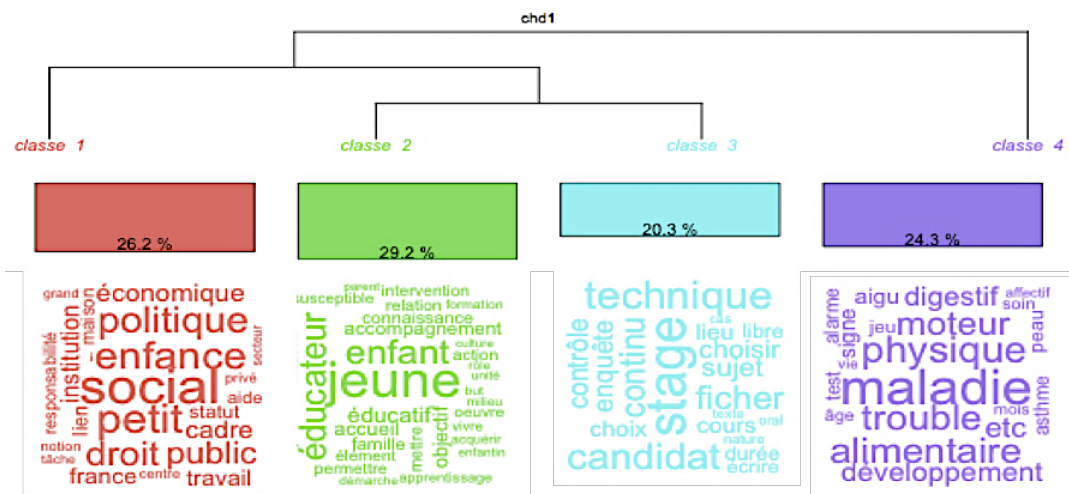 chd1
classe 1
classe 2
classe 3
classe 4
26.2 %
29.2 %
20.3 %
24.3 %
grand économique
politique
institution
maison
responsabilité
enfance
secteur
social
privé
aide
petit
lien
statut
cadre
notion
tâche
droit public
france centre travail
parent intervention
susceptible
relation formation
connaissance
accompagnement
éducateur
enfant
culture
action
rôle
unité
jeune
but
milieu
éducatif
oeuvre
accueil
vivre
famille
mettre
objectif
acquérir
élément
enfantin
permettre
démarche apprentissage
technique
cas
contrôle
enquête
continu
stage
lieu libre
choisir
sujet
ficher
texte
choix
cours oral
nature
candidat
durée
écrire
aigu digestif
affectif
soin
alarme
signe
jeu
moteur
peau
vie
physique
test
maladie
âge
trouble
mois
etc
asthme
alimentaire
développement